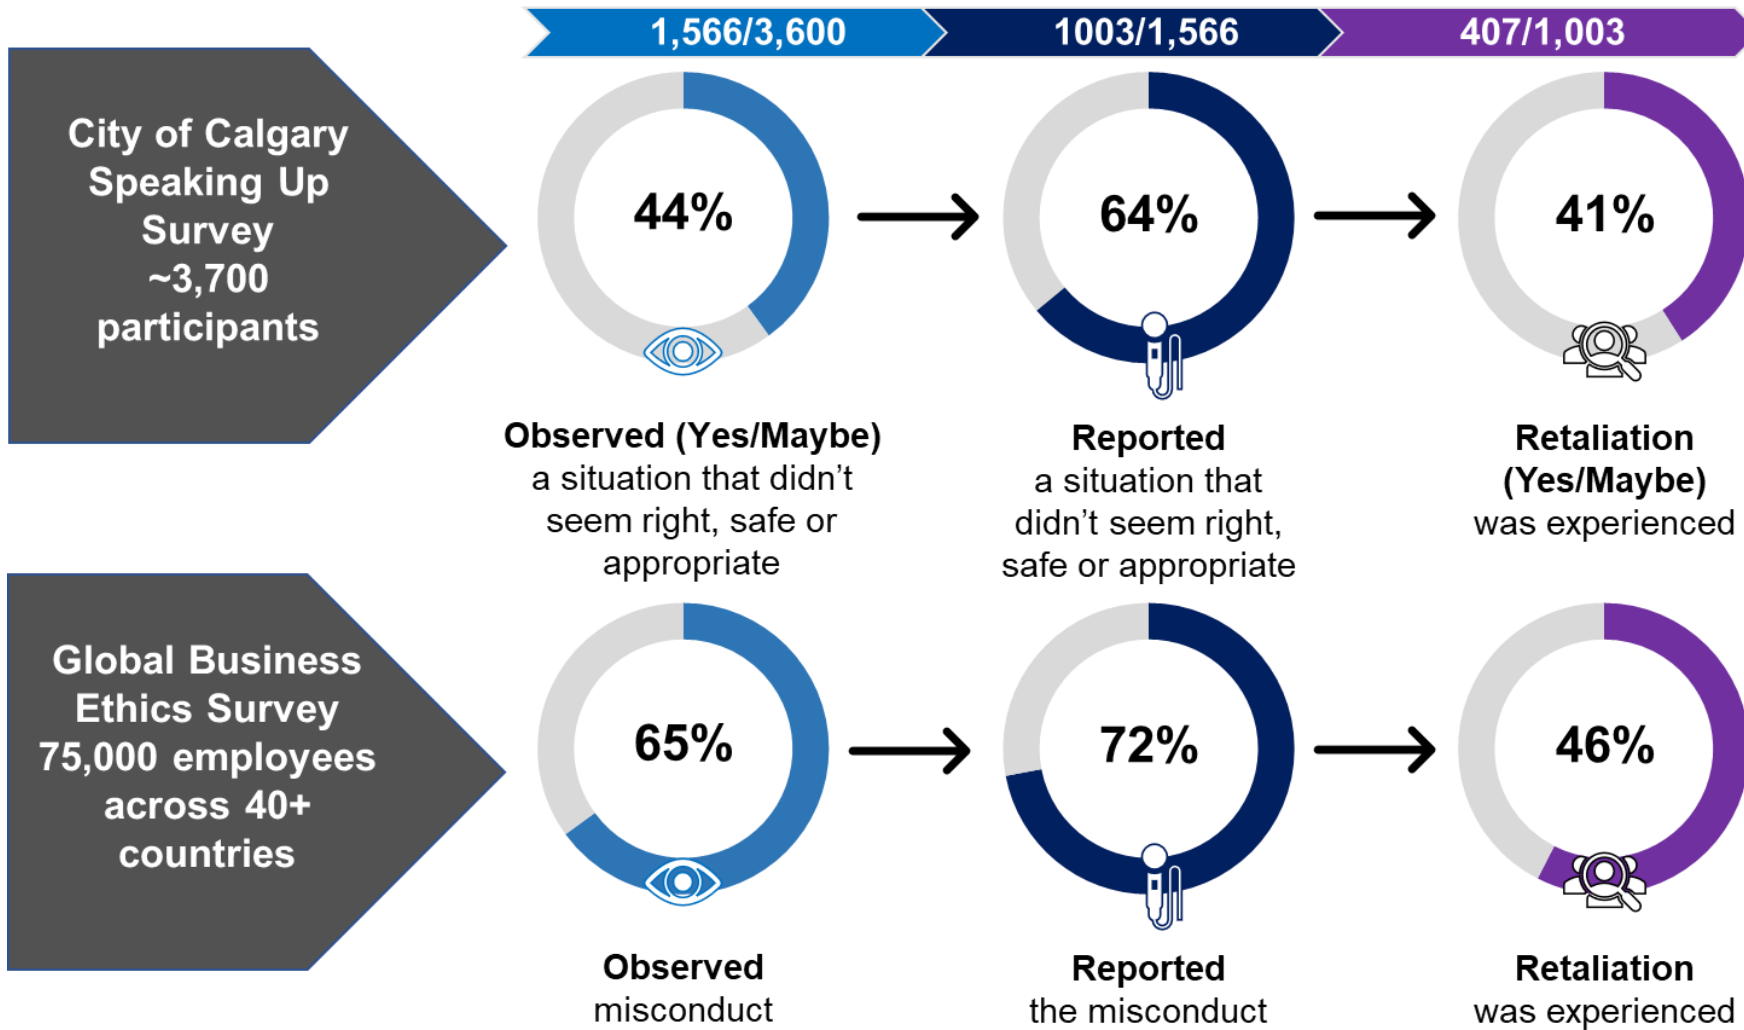 1,566/3,600
1003/1,566
407/1,003
City of Calgary
Speaking Up
Survey
~3,700
participants
44%
64%
41%
Observed (Yes/Maybe)
a situation that didn’t
seem right, safe or
appropriate
Reported
a situation that
didn’t seem right,
safe or appropriate
Retaliation
(Yes/Maybe)
was experienced
Global Business
Ethics Survey
75,000 employees
across 40+
countries
65%
72%
46%
Observed
misconduct
Reported
the misconduct
Retaliation
was experienced